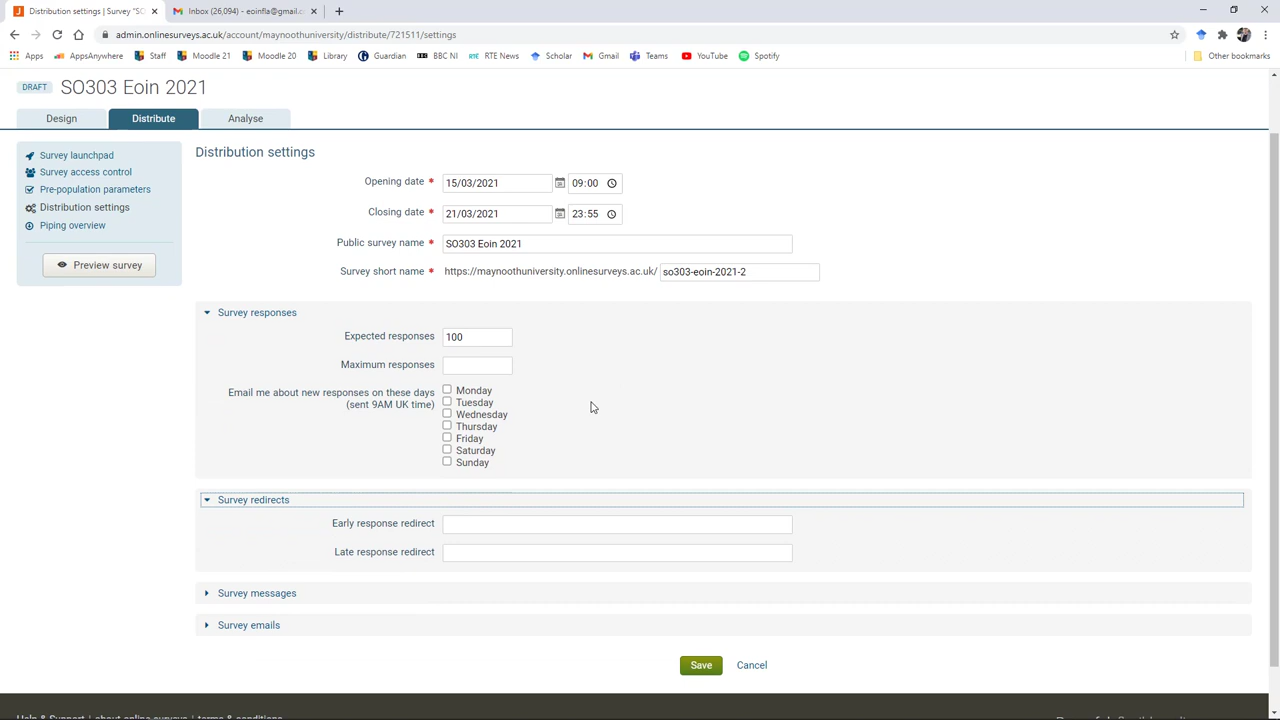 Distribution settings | Survey "SO
Inbox (26,094) - eoinfla@gmail.c
admin.onlinesurveys.ac.uk/account/maynoothuniversity/distribute/721511/settings
Apps AppsAnywhere Staff Moodle 21 Moodle 20 Library Guardian BBC NI RTE News Scholar Gmail Teams YouTube Spotify Other bookmarks
DRAFT SO303 Eoin 2021
Design Distribute Analyse
Survey launchpad
Survey access control
Pre-population parameters
Distribution settings
Piping overview
Preview survey
Distribution settings
Opening date * 15/03/2021 09:00
Closing date * 21/03/2021 23:55
Public survey name * SO303 Eoin 2021
Survey short name * https://maynoothuniversity.onlinesurveys.ac.uk/ so303-eoin-2021-2
Survey responses
Expected responses 100
Maximum responses
Email me about new responses on these days
(sent 9AM UK time)
Monday
Tuesday
Wednesday
Thursday
Friday
Saturday
Sunday
Survey redirects
Early response redirect
Late response redirect
Survey messages
Survey emails
Save Cancel
Help & Support | about online surveys | terms & conditions